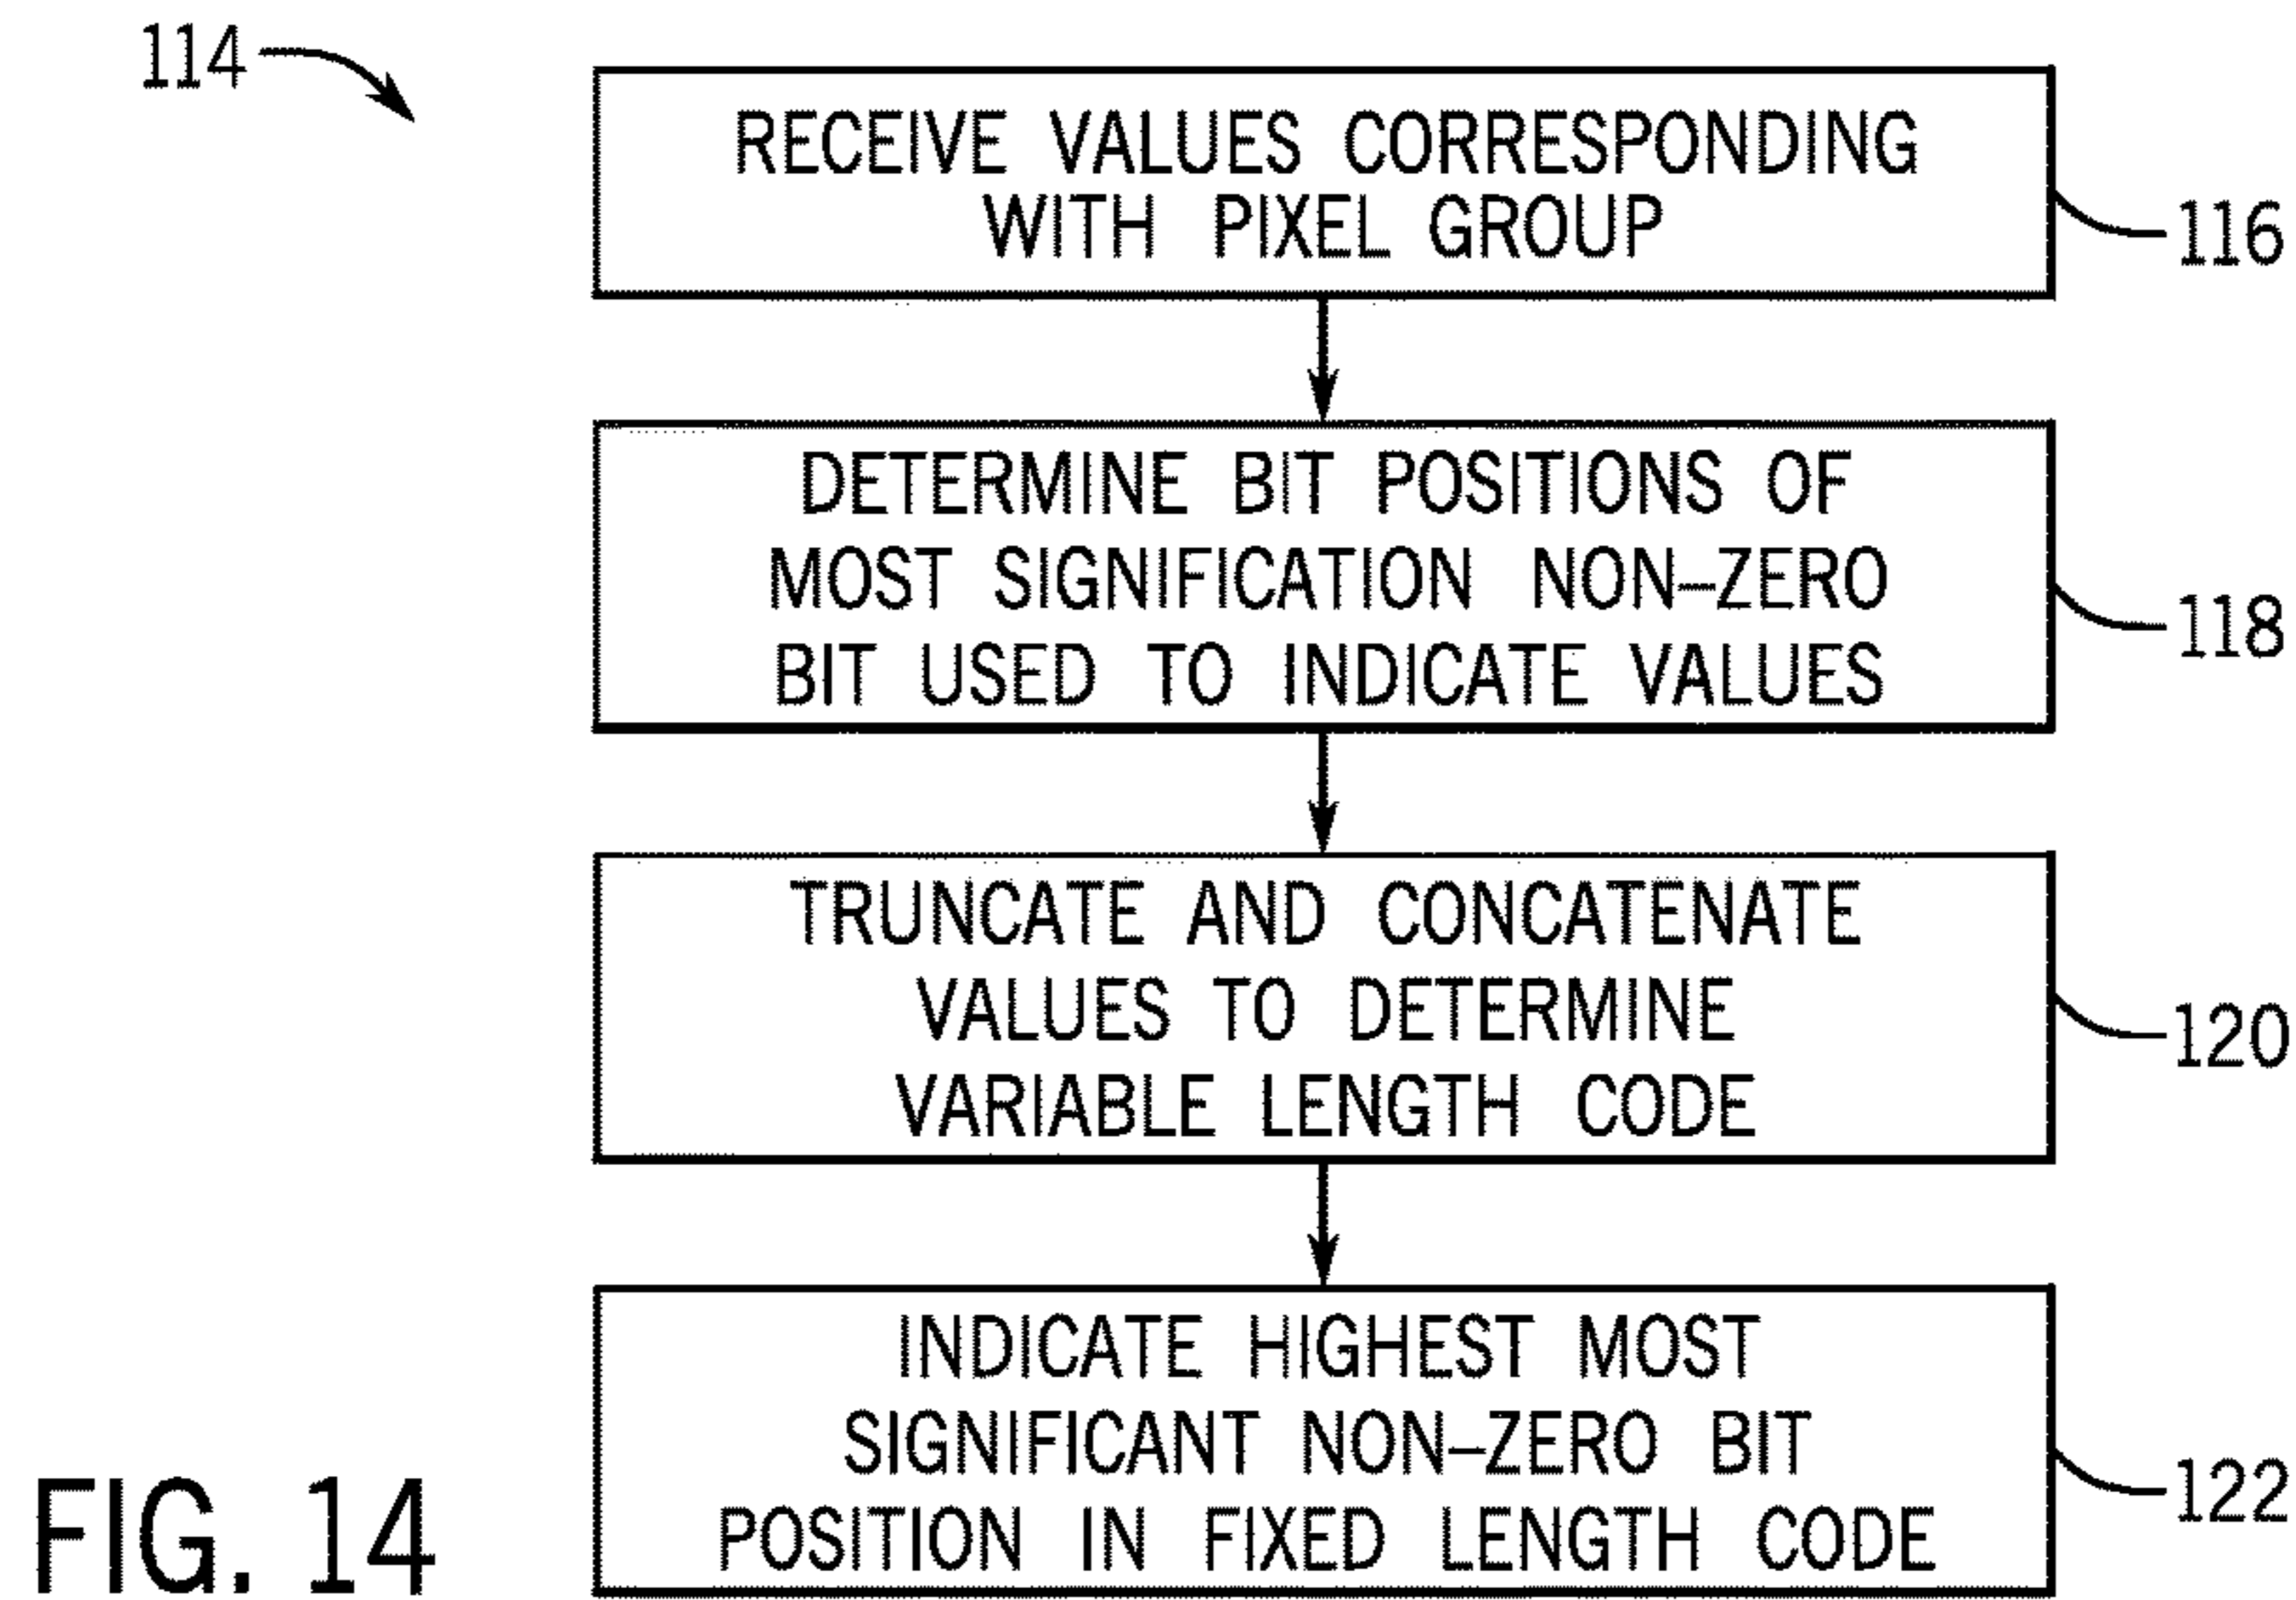 114
RECEIVE VALUES CORRESPONDING
WITH PIXEL GROUP
116
DETERMINE BIT POSITIONS OF
MOST SIGNIFICATION NON–ZERO
BIT USED TO INDICATE VALUES
118
TRUNCATE AND CONCATENATE
VALUES TO DETERMINE
VARIABLE LENGTH CODE
120
INDICATE HIGHEST MOST
SIGNIFICANT NON–ZERO BIT
POSITION IN FIXED LENGTH CODE
122
FIG. 14